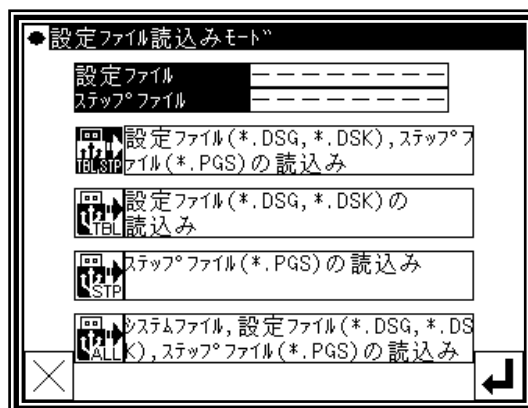 ●設定ﾌｧｲﾙ読込みﾓｰﾄﾞ
設定ﾌｧｲﾙ －－－－－－－－
ｽﾃｯﾌﾟﾌｧｲﾙ －－－－－－－－
TBLSTP 設定ﾌｧｲﾙ(*.DSG,*.DSK),ｽﾃｯﾌﾟﾌ
ｧｲﾙ(*.PGS)の読込み
TBL 設定ﾌｧｲﾙ(*.DSG,*.DSK)の
読込み
STP ｽﾃｯﾌﾟﾌｧｲﾙ(*.PGS)の読込み
ALL ｼｽﾃﾑﾌｧｲﾙ,設定ﾌｧｲﾙ(*.DSG,*.DS
K),ｽﾃｯﾌﾟﾌｧｲﾙ(*.PGS)の読込み